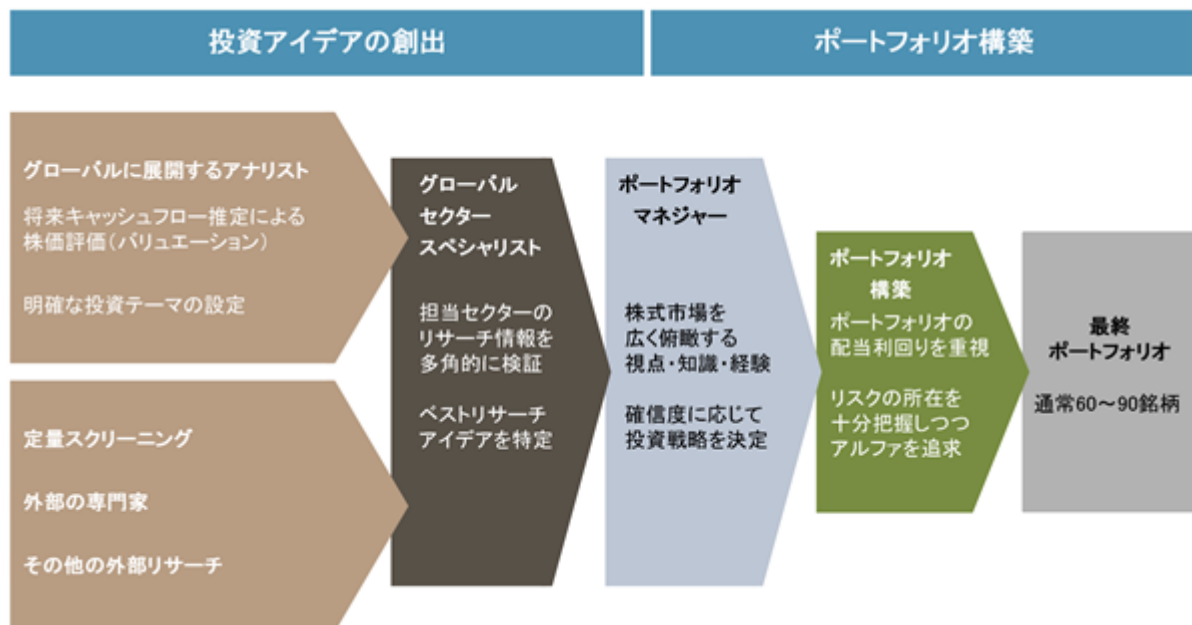 投資アイデアの創出
ポートフォリオ構築
グローバルに展開するアナリスト
将来キャッシュフロー推定による
株価評価(バリュエーション)
明確な投資テーマの設定
定量スクリーニング
外部の専門家
その他の外部リサーチ
グローバル
セクター
スペシャリスト
担当セクターの
リサーチ情報を
多角的に検証
ベストリサーチ
アイデアを特定
ポートフォリオ
マネジャー
株式市場を
広く俯瞰する
視点・知識・経験
確信度に応じて
投資戦略を決定
ポートフォリオ
構築
ポートフォリオの
配当利回りを重視
リスクの所在を
十分把握しつつ
アルファを追求
最終
ポートフォリオ
通常60～90銘柄